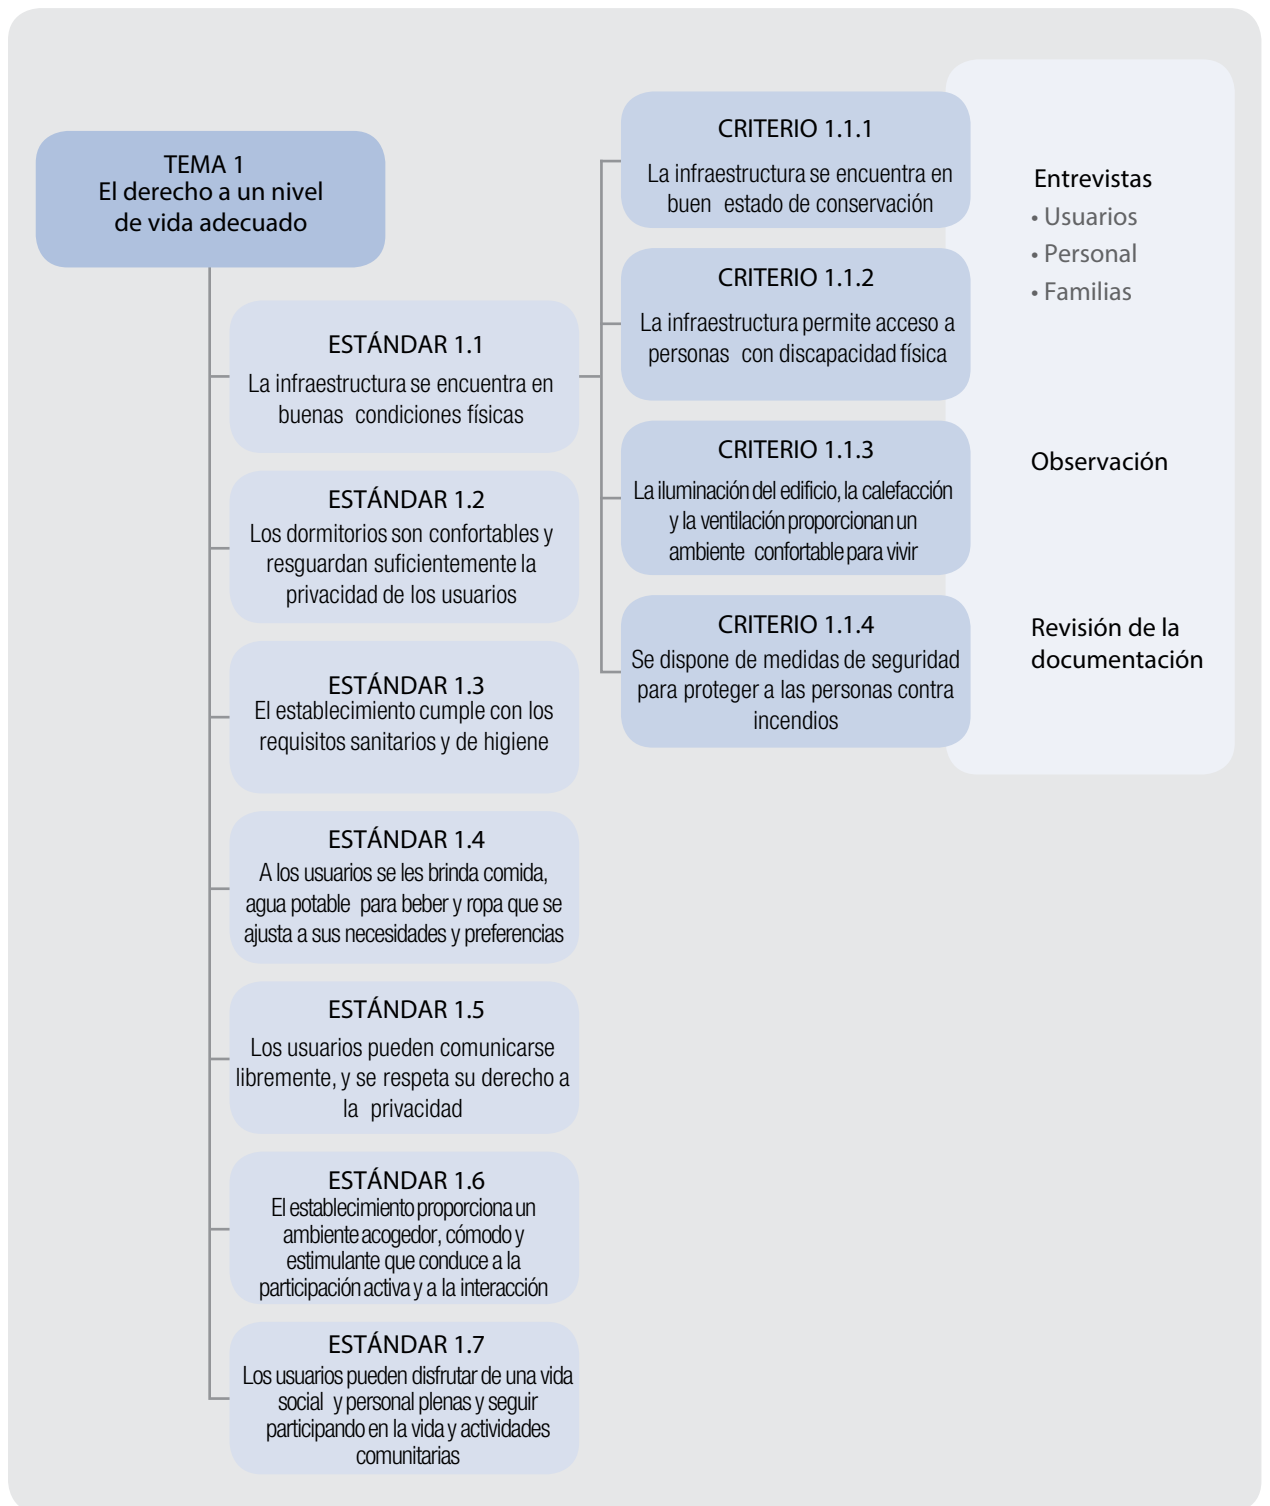 TEMA 1
El derecho a un nivel
de vida adecuado
ESTÁNDAR 1.1
La infraestructura se encuentra en
buenas condiciones físicas
ESTÁNDAR 1.2
Los dormitorios son confortables y
resguardan suficientemente la
privacidad de los usuarios
ESTÁNDAR 1.3
El establecimiento cumple con los
requisitos sanitarios y de higiene
ESTÁNDAR 1.4
A los usuarios se les brinda comida,
agua potable para beber y ropa que se
ajusta a sus necesidades y preferencias
ESTÁNDAR 1.5
Los usuarios pueden comunicarse
libremente, y se respeta su derecho a
la privacidad
ESTÁNDAR 1.6
El establecimiento proporciona un
ambiente acogedor, cómodo y
estimulante que conduce a la
participación activa y a la interacción
ESTÁNDAR 1.7
Los usuarios pueden disfrutar de una vida
social y personal plenas y seguir
participando en la vida y actividades
comunitarias
CRITERIO 1.1.1
La infraestructura se encuentra en
buen estado de conservación
CRITERIO 1.1.2
La infraestructura permite acceso a
personas con discapacidad física
CRITERIO 1.1.3
La iluminación del edificio, la calefacción
y la ventilación proporcionan un
ambiente confortable para vivir
CRITERIO 1.1.4
Se dispone de medidas de seguridad
para proteger a las personas contra
incendios
Entrevistas
• Usuarios
• Personal
• Familias
Observación
Revisión de la
documentación